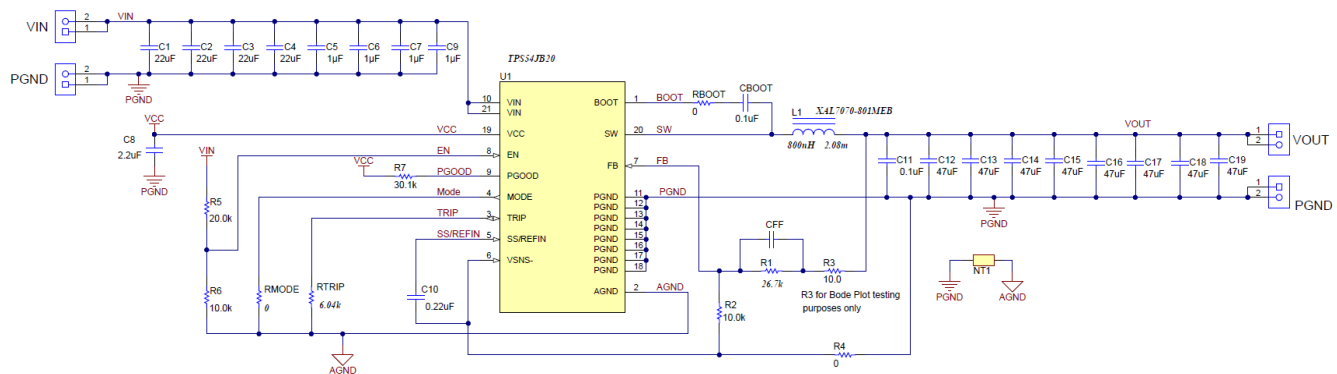 VIN
2
1
VIN
C1
22uF
C2
22uF
C3
22uF
C4
22uF
C5
1µF
C6
1µF
C7
1µF
C9
1µF
PGND
2
1
PGND
TPS54JB20
U1
10
VIN
21
VIN
VCC
19
VCC
EN
8
EN
PGOOD
9
PGOOD
Mode
4
MODE
TRIP
3
TRIP
SS/REFIN
5
SS/REFIN
6
VSNS-
BOOT
1
BOOT
SW
20
SW
FB
7
FB
PGND
11
PGND
PGND
12
PGND
13
PGND
14
PGND
15
PGND
16
PGND
17
PGND
18
AGND
2
AGND
VCC
C8
2.2uF
PGND
VIN
VCC
R7
30.1k
R5
20.0k
R6
10.0k
RMODE
0
RTRIP
6.04k
C10
0.22uF
AGND
RBOOT
0
CBOOT
0.1uF
L1
XAL7070-801MEB
800nH
2.08m
VOUT
C11
0.1uF
C12
47uF
C13
47uF
C14
47uF
C15
47uF
C16
47uF
C17
47uF
C18
47uF
C19
47uF
PGND
1
2
VOUT
1
2
PGND
CFF
R1
26.7k
R3
10.0
R3 for Bode Plot testing
purposes only
R2
10.0k
R4
0
NT1
PGND
AGND